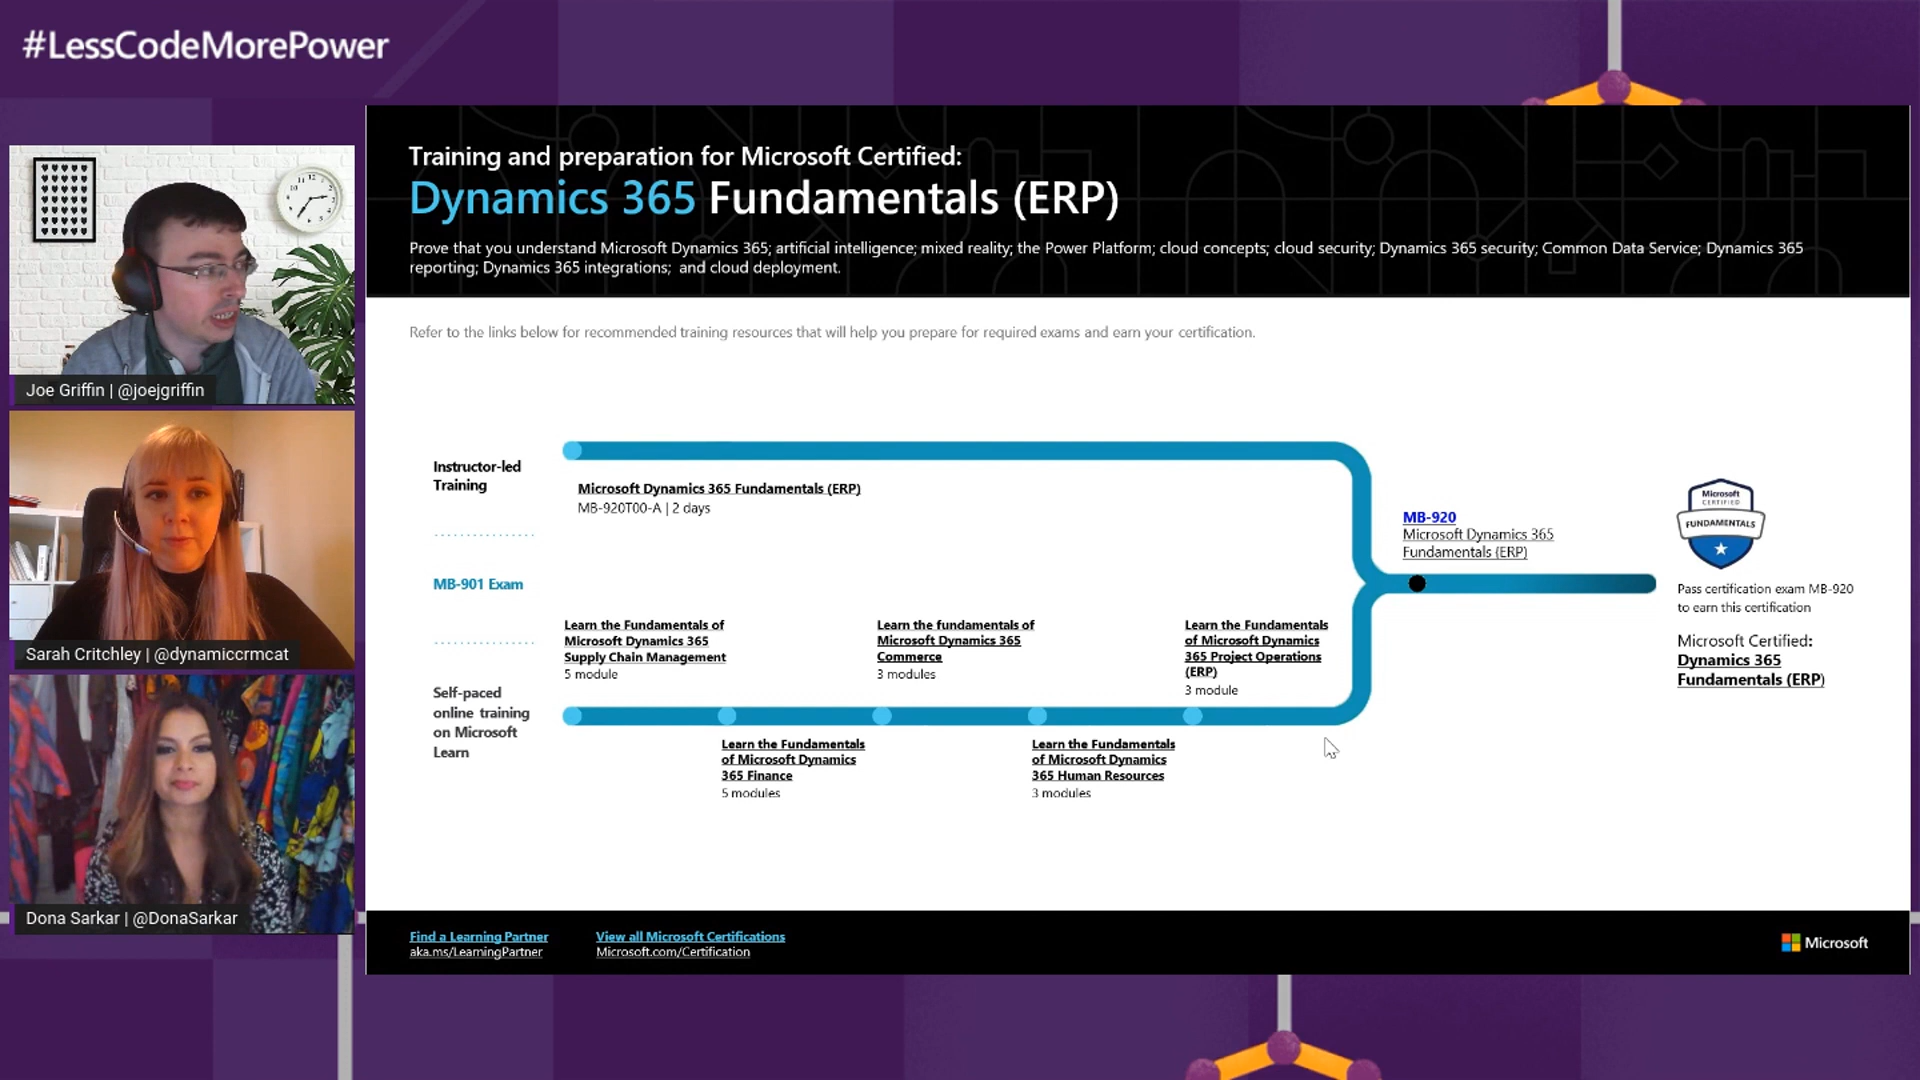 #LessCodeMorePower
Joe Griffin | @joejgriffin
Sarah Critchley | @dynamiccrmcat
Dona Sarkar | @DonaSarkar
Training and preparation for Microsoft Certified:
Dynamics 365 Fundamentals (ERP)
Prove that you understand Microsoft Dynamics 365; artificial intelligence; mixed reality; the Power Platform; cloud concepts; cloud security; Dynamics 365 security; Common Data Service; Dynamics 365
reporting; Dynamics 365 integrations; and cloud deployment.
Refer to the links below for recommended training resources that will help you prepare for required exams and earn your certification.
Instructor-led
Training
Microsoft Dynamics 365 Fundamentals (ERP)
MB-920T00-A | 2 days
MB-901 Exam
Self-paced
online training
on Microsoft
Learn
Learn the Fundamentals of
Microsoft Dynamics 365
Supply Chain Management
5 module
Learn the Fundamentals
of Microsoft Dynamics
365 Finance
5 modules
Learn the fundamentals of
Microsoft Dynamics 365
Commerce
3 modules
Learn the Fundamentals
of Microsoft Dynamics
365 Human Resources
3 modules
Learn the Fundamentals
of Microsoft Dynamics
365 Project Operations
(ERP)
3 module
MB-920
Microsoft Dynamics 365
Fundamentals (ERP)
Microsoft
CERTIFIED
FUNDAMENTALS
Pass certification exam MB-920
to earn this certification
Microsoft Certified:
Dynamics 365
Fundamentals (ERP)
Find a Learning Partner
aka.ms/LearningPartner
View all Microsoft Certifications
Microsoft.com/Certification
Microsoft